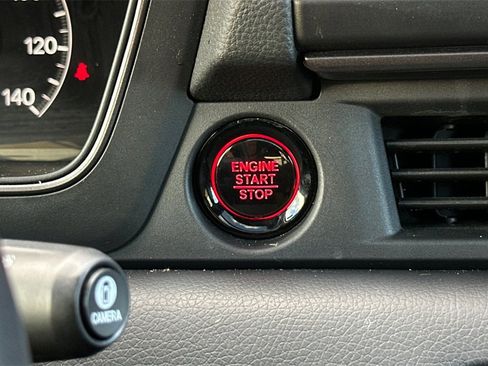 120
140
ENGINE
START
STOP
CAMERA